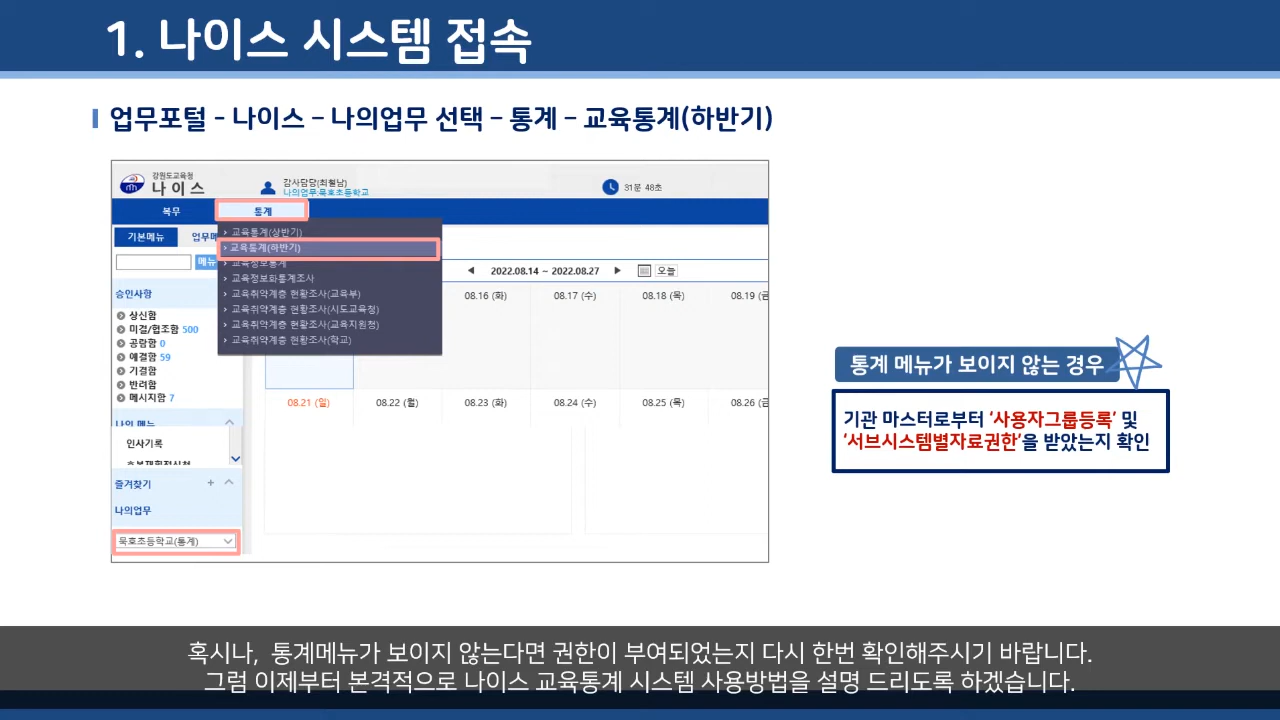 1. 나이스 시스템 접속
업무포털 - 나이스 – 나의업무 선택 – 통계 – 교육통계(하반기)
강원도교육청
나이스
감사담당(최철남)
나의업무:묵호초등학교
31분 48초
복무
통계
기본메뉴
교육통계(상반기)
교육통계(하반기)
교육정보통계
교육정보화통계조사
교육취약계층 현황조사(교육부)
교육취약계층 현황조사(시도교육청)
교육취약계층 현황조사(교육지원청)
교육취약계층 현황조사(학교)
2022.08.14 ~ 2022.08.27
오늘
08.16 (화)
08.17 (수)
08.18 (목)
08.19
08.21 (일)
08.22 (월)
08.23 (화)
08.24 (수)
08.25 (목)
08.26
승인사항
상신함
미결/협조함 500
공람함 0
예결함 59
기결함
반려함
메시지함 7
나의 메뉴
인사기록
즐겨찾기
나의업무
묵호초등학교(통계)
통계 메뉴가 보이지 않는 경우
기관 마스터로부터 ‘사용자그룹등록’ 및
’서브시스템별자료권한’을 받았는지 확인
혹시나, 통계메뉴가 보이지 않는다면 권한이 부여되었는지 다시 한번 확인해주시기 바랍니다.
그럼 이제부터 본격적으로 나이스 교육통계 시스템 사용방법을 설명 드리도록 하겠습니다.